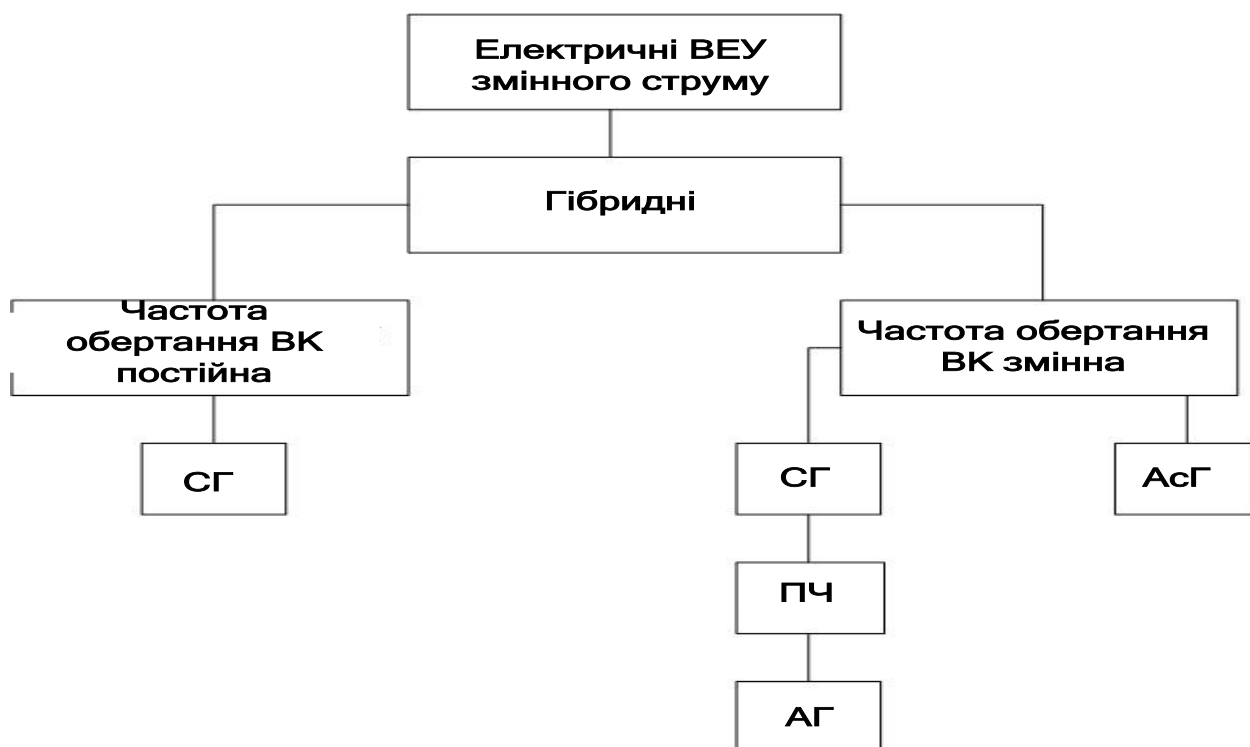 Електричні ВЕУ
змінного струму
Гібридні
Частота
обертання ВК
постійна
Частота обертання
ВК змінна
СГ
СГ
АсГ
ПЧ
АГ